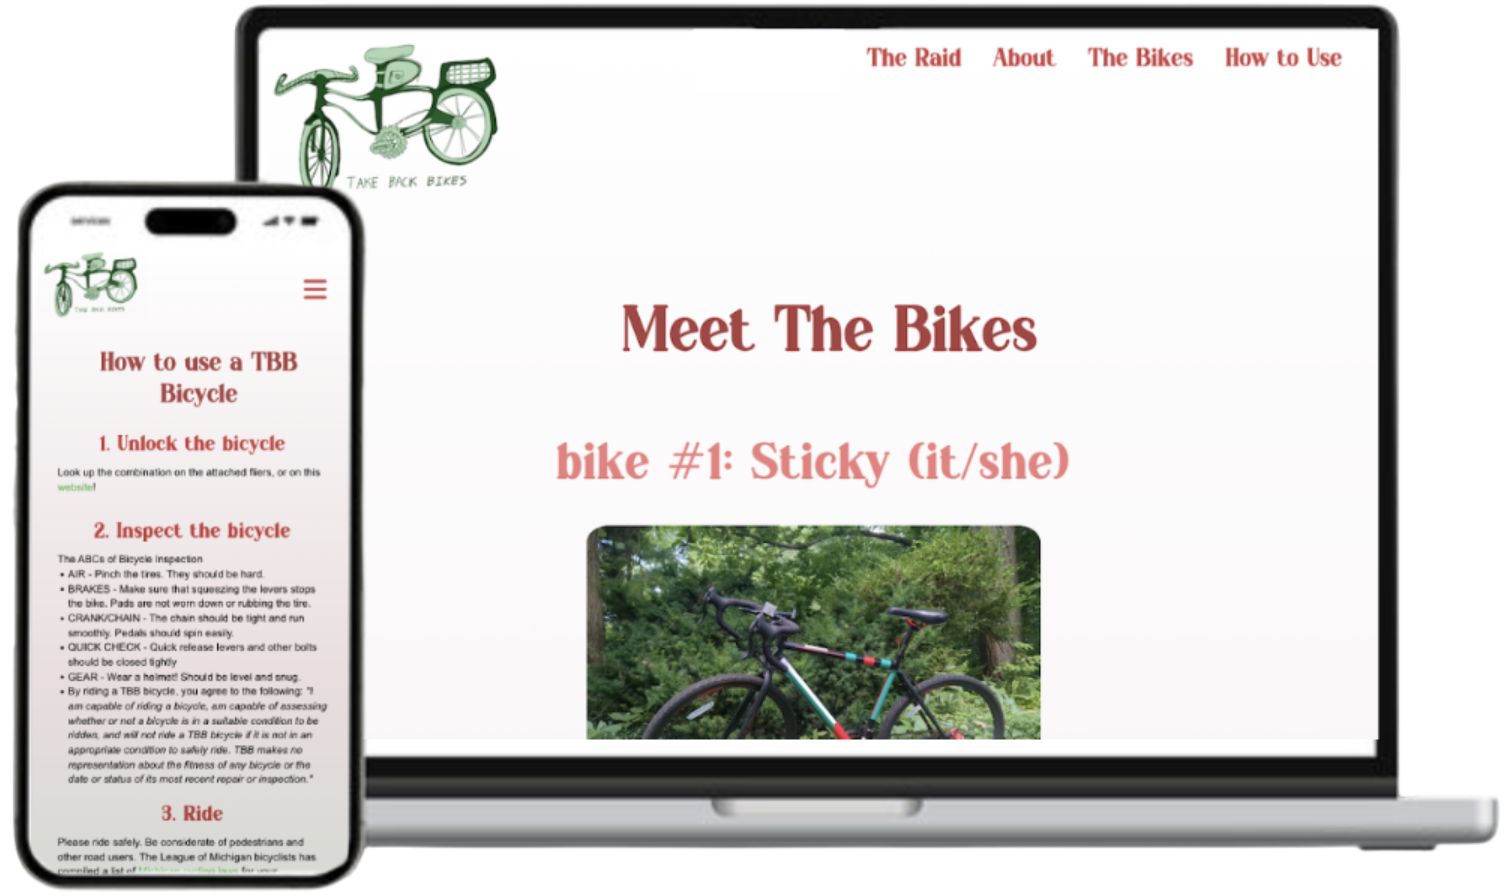 The Raid About The Bikes How to Use
TAKE BACK BIKES
Meet The Bikes
bike #1: Sticky (it/she)
services
TAKE BACK BIKES
How to use a TBB
Bicycle
1. Unlock the bicycle
Look up the combination on the attached fliers, or on this
website!
2. Inspect the bicycle
The ABCs of Bicycle Inspection
• AIR - Pinch the tires. They should be hard.
• BRAKES - Make sure that squeezing the levers stops
the bike. Pads are not worn down or rubbing the tire.
• CRANK/CHAIN - The chain should be tight and run
smoothly. Pedals should spin easily.
• QUICK CHECK - Quick release levers and other bolts
should be closed tightly
• GEAR - Wear a helmet! Should be level and snug.
• By riding a TBB bicycle, you agree to the following: "I
am capable of riding a bicycle, am capable of assessing
whether or not a bicycle is in a suitable condition to be
ridden, and will not ride a TBB bicycle if it is not in an
appropriate condition to safely ride. TBB makes no
representation about the fitness of any bicycle or the
date or status of its most recent repair or inspection."
3. Ride
Please ride safely. Be considerate of pedestrians and
other road users. The League of Michigan bicyclists has
compiled a list of Michigan cycling laws for your